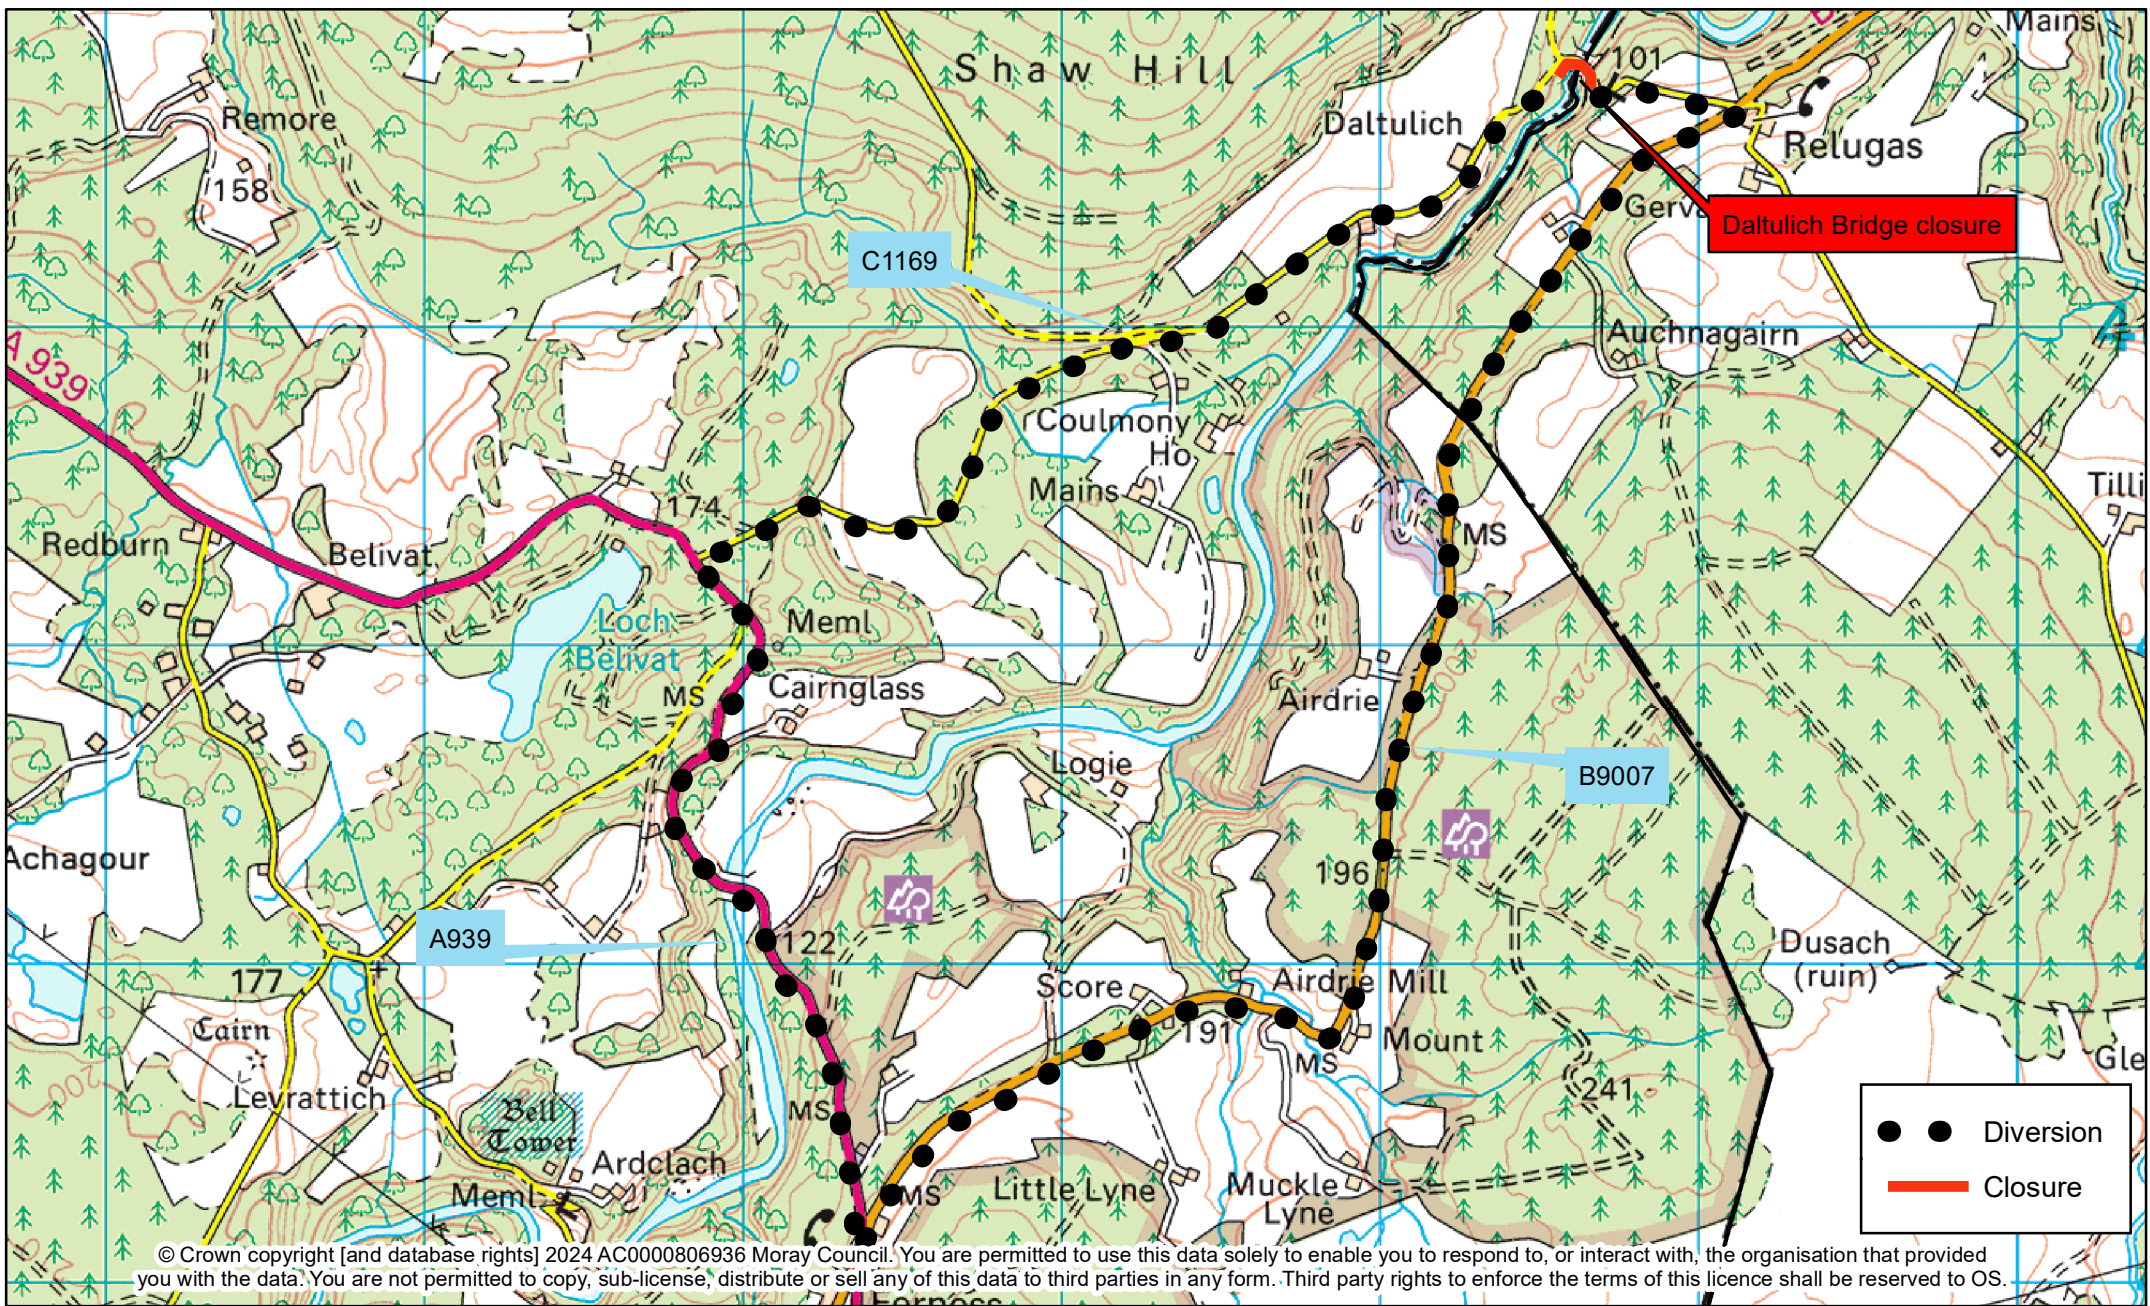 Mains
Shaw Hill
101
Remore
Daltulich
Relugas
158
Gerva
Daltulich Bridge closure
C1169
A 939
Auchnagairn
Coulmony
Ho
Mains
174
Tilli
MS
Redburn
Belivat
Loch
Belivat
Meml
MS
Cairnglass
Airdrie
Logie
B9007
Achagour
196
A939
122
Dusach
(ruin)
177
Score
Airdrie Mill
Cairn
191
Mount
MS
Gle
Levrattich
241
MS
Bell
Tower
Diversion
Ardclach
Meml
MS
Little Lyne
Muckle
Lyne
Closure
© Crown copyright [and database rights] 2024 AC0000806936 Moray Council. You are permitted to use this data solely to enable you to respond to, or interact with, the organisation that provided
you with the data. You are not permitted to copy, sub-license, distribute or sell any of this data to third parties in any form. Third party rights to enforce the terms of this licence shall be reserved to OS.
Ferness